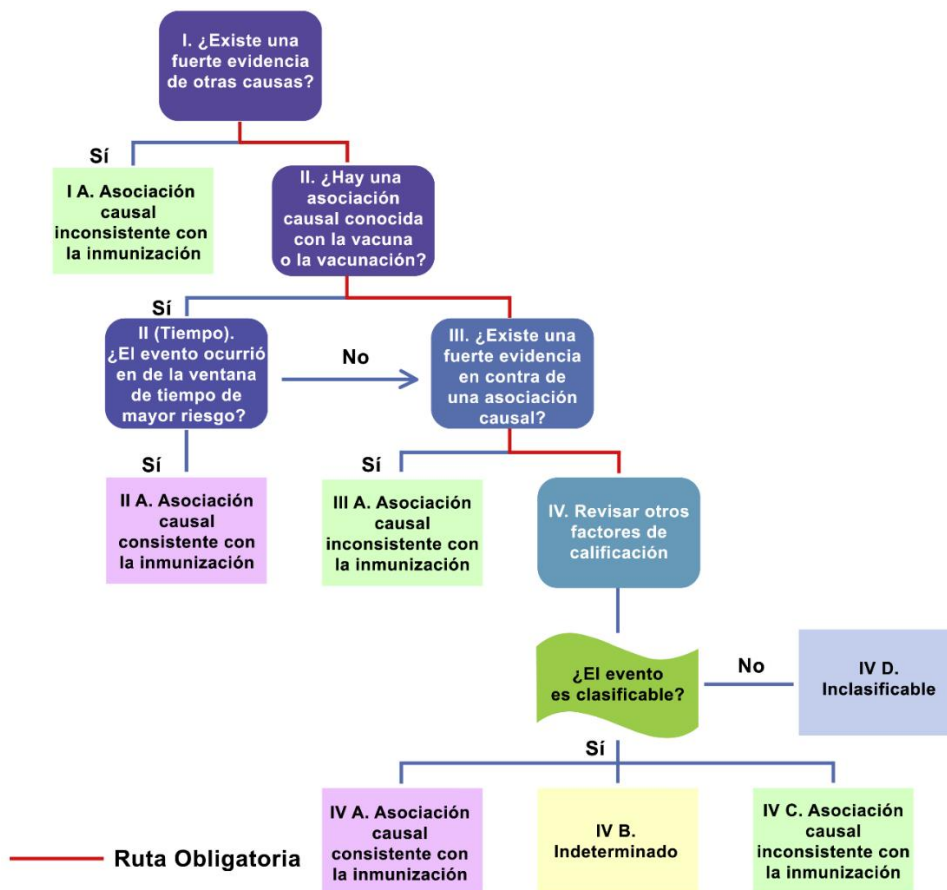 I. ¿Existe una
fuerte evidencia
de otras causas?
Sí
I A. Asociación
causal
inconsistente con
la inmunización
II. ¿Hay una
asociación
causal conocida
con la vacuna
o la vacunación?
Sí
II (Tiempo).
¿El evento ocurrió
en de la ventana
de tiempo de
mayor riesgo?
No
III. ¿Existe una
fuerte evidencia
en contra de
una asociación
causal?
Sí
II A. Asociación
causal
consistente con
la inmunización
Sí
III A. Asociación
causal
inconsistente con
la inmunización
IV. Revisar otros
factores de
calificación
¿El evento
es clasificable?
No
IV D.
Inclasificable
Sí
IV A. Asociación
causal
consistente con
la inmunización
IV B.
Indeterminado
IV C. Asociación
causal
inconsistente con
la inmunización
Ruta Obligatoria